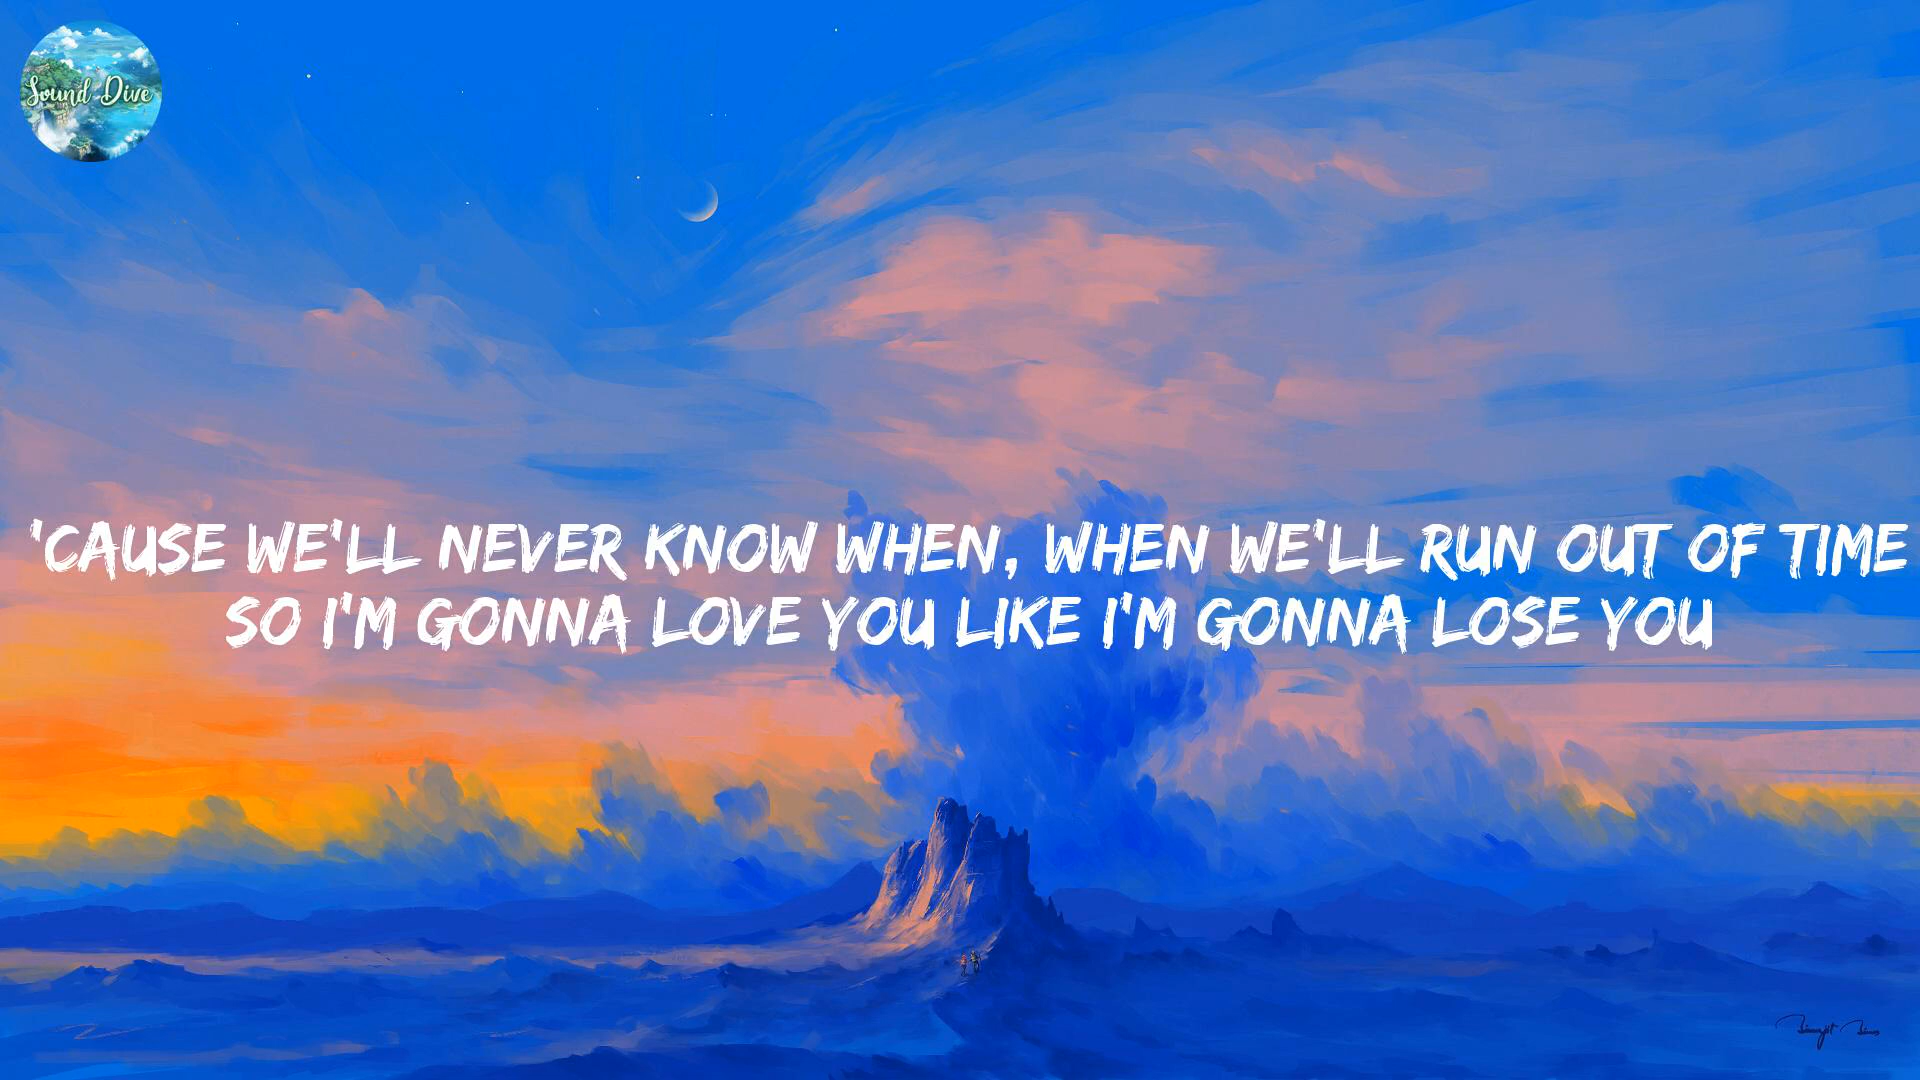 Sound Dive
'CAUSE WE'LL NEVER KNOW WHEN, WHEN WE'LL RUN OUT OF TIME
SO I'M GONNA LOVE YOU LIKE I'M GONNA LOSE YOU